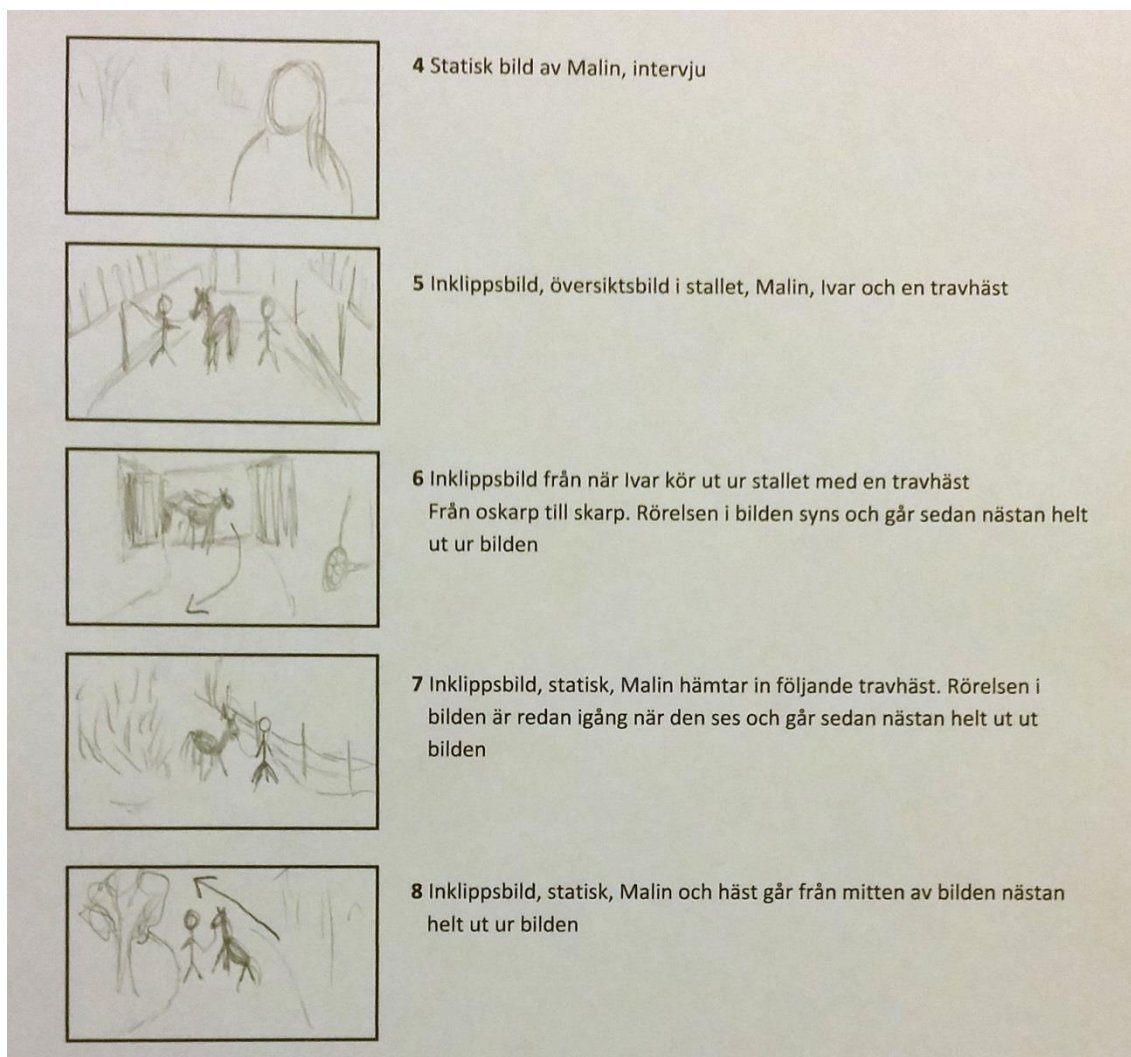 4 Statisk bild av Malin, intervju
5 Inklippsbild, översiktsbild i stallet, Malin, Ivar och en travhäst
6 Inklippsbild från när Ivar kör ut ur stallet med en travhäst
Från oskarp till skarp. Rörelsen i bilden syns och går sedan nästan helt
ut ur bilden
7 Inklippsbild, statisk, Malin hämtar in följande travhäst. Rörelsen i
bilden är redan igång när den ses och går sedan nästan helt ut ut
bilden
8 Inklippsbild, statisk, Malin och häst går från mitten av bilden nästan
helt ut ur bilden